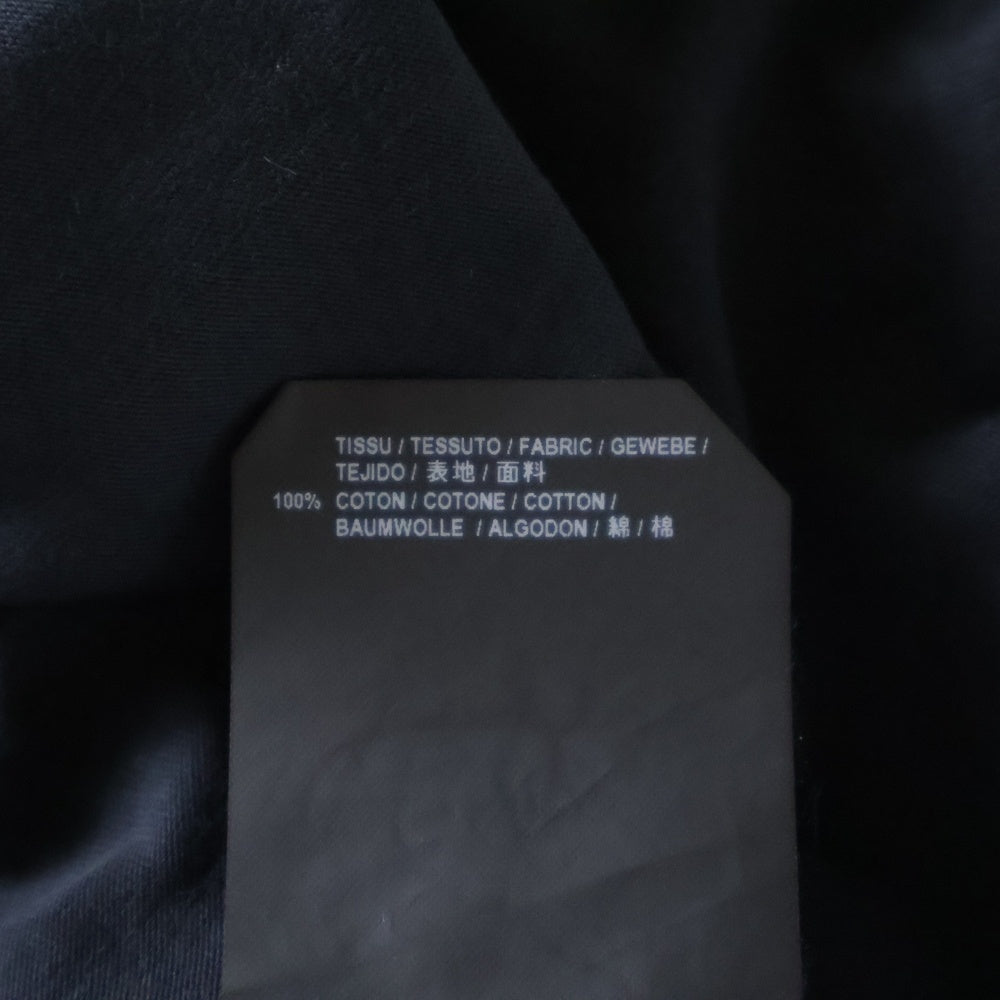 TISSU / TESSUTO / FABRIC / GEWEBE /
TEJIDO / 表地 / 面料
100% COTON / COTONE / COTTON /
BAUMWOLLE / ALGODON / 綿 / 棉